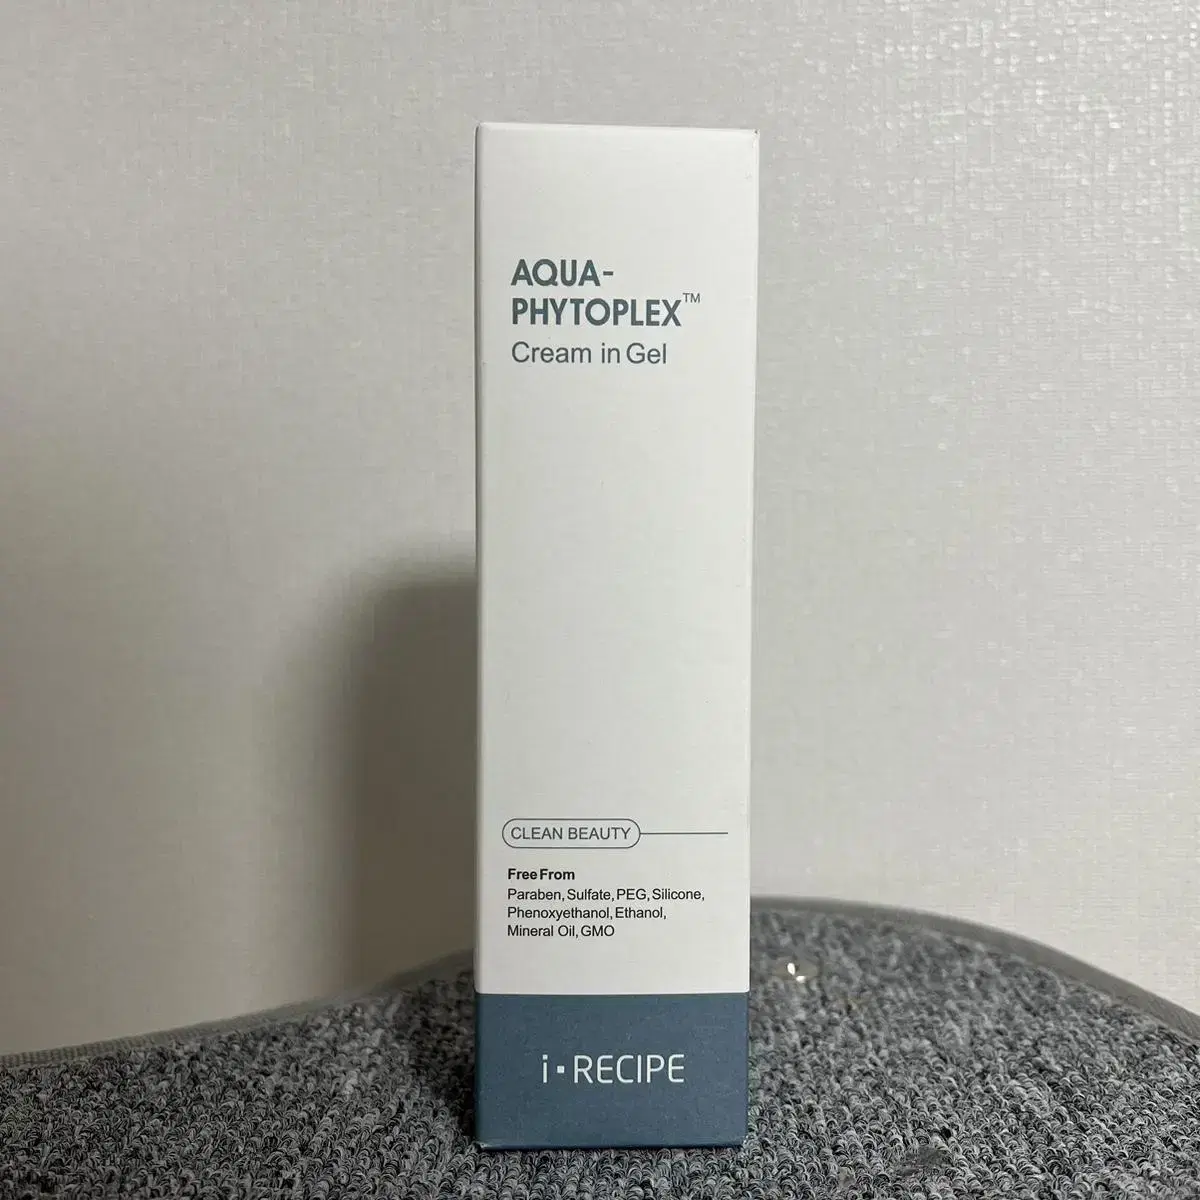 AQUA-
PHYTOPLEX™
Cream in Gel
CLEAN BEAUTY
Free From
Paraben, Sulfate, PEG, Silicone,
Phenoxyethanol, Ethanol,
Mineral Oil, GMO
i·RECIPE